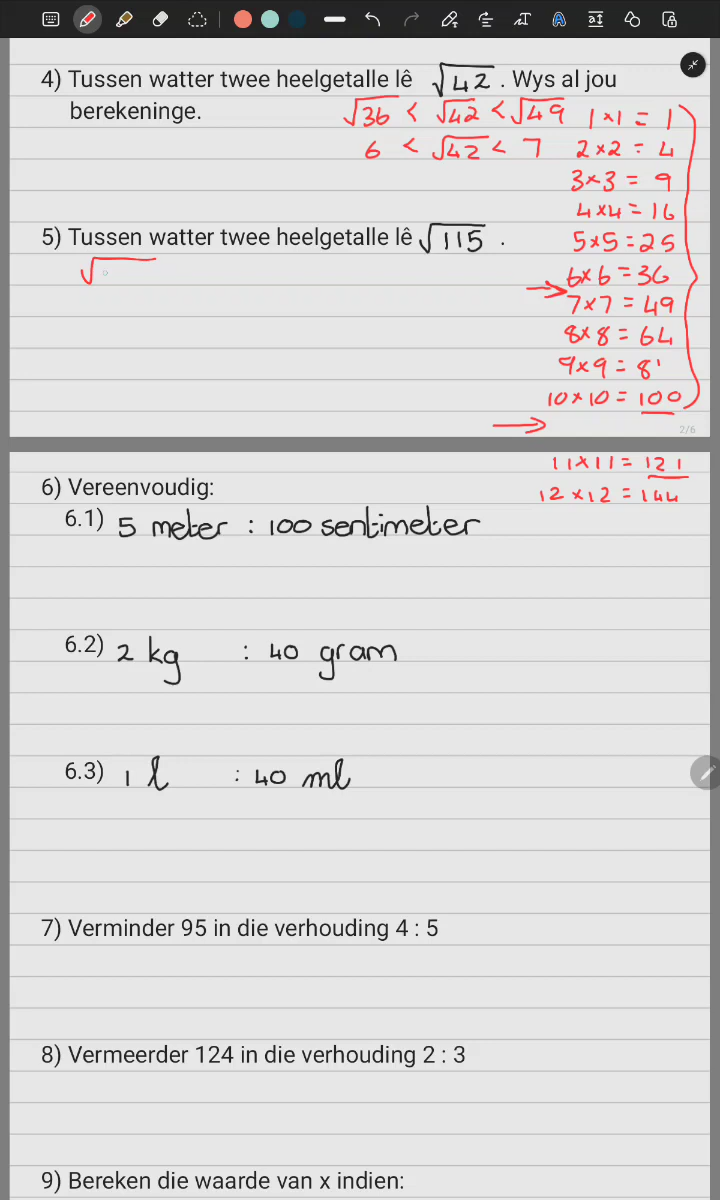 4) Tussen watter twee heelgetalle lê √42. Wys al jou
berekeninge.
√36 < √42 < √49
6 < √42 < 7
1×1 = 1
2×2 = 4
3×3 = 9
4×4 = 16
5×5 = 25
6×6 = 36
7×7 = 49
8×8 = 64
9×9 = 81
10×10 = 100
5) Tussen watter twee heelgetalle lê √115 .
√
2/6
11×11 = 121
12×12 = 144
6) Vereenvoudig:
6.1) 5 meter : 100 sentimeter
6.2) 2 kg : 40 gram
6.3) 1 l : 40 ml
7) Verminder 95 in die verhouding 4 : 5
8) Vermeerder 124 in die verhouding 2 : 3
9) Bereken die waarde van x indien: